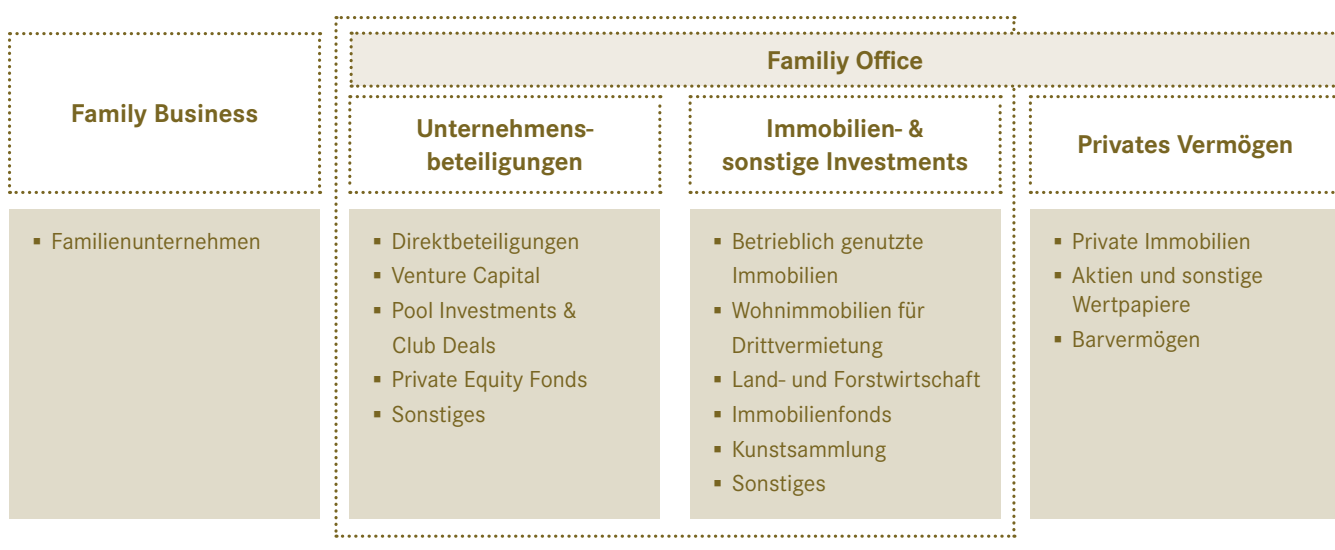 Familiy Office
Family Business
Unternehmens-
beteiligungen
Immobilien- &
sonstige Investments
Privates Vermögen
▪ Familienunternehmen
▪ Direktbeteiligungen
▪ Venture Capital
▪ Pool Investments &
Club Deals
▪ Private Equity Fonds
▪ Sonstiges
▪ Betrieblich genutzte
Immobilien
▪ Wohnimmobilien für
Drittvermietung
▪ Land- und Forstwirtschaft
▪ Immobilienfonds
▪ Kunstsammlung
▪ Sonstiges
▪ Private Immobilien
▪ Aktien und sonstige
Wertpapiere
▪ Barvermögen